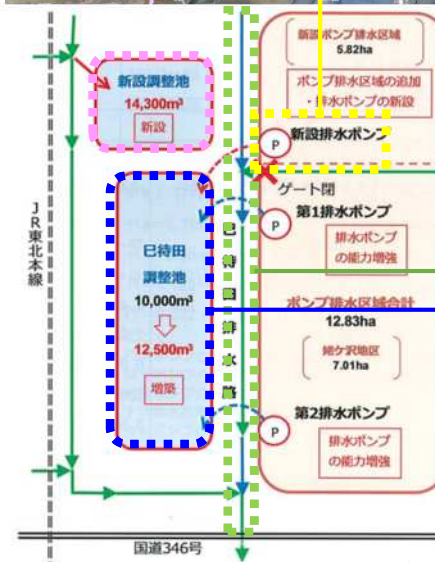 新設ポンプ排水区域
5.82ha
ポンプ排水区域の追加
・排水ポンプの新設
新設調整池
14,300m³
新設
新設排水ポンプ
P
ゲート閉
P
第1排水ポンプ
排水ポンプ
の能力増強
JR東北本線
巳待田
調整池
10,000m³
12,500m³
増築
巳待田排水路
ポンプ排水区域合計
12.83ha
姥ケ沢地区
7.01ha
第2排水ポンプ
P
排水ポンプ
の能力増強
国道346号